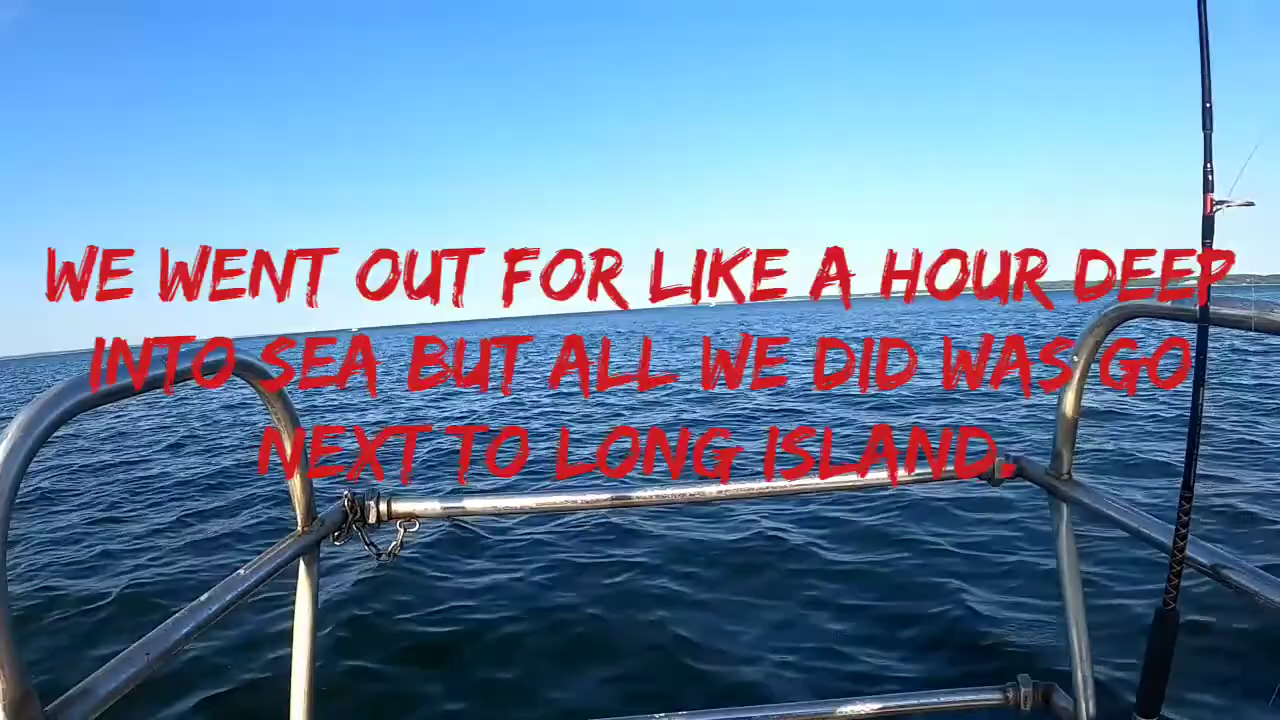 WE WENT OUT FOR LIKE A HOUR DEEP
INTO SEA BUT ALL WE DID WAS GO
NEXT TO LONG ISLAND.